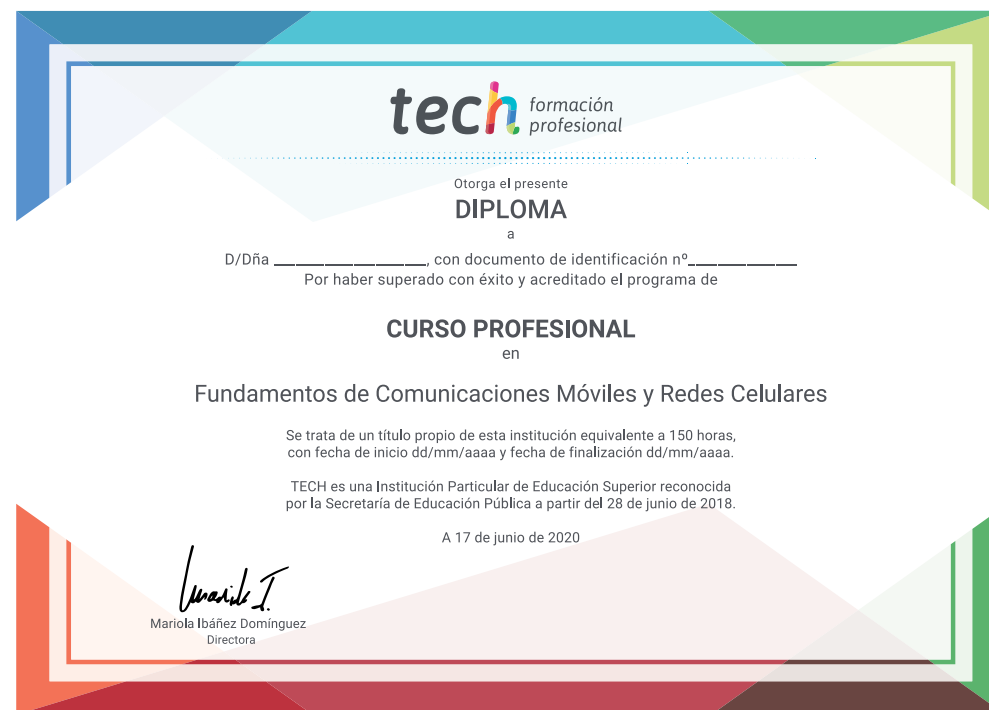 tech formación
profesional
Otorga el presente
DIPLOMA
a
D/Dña ____________, con documento de identificación nº__________
Por haber superado con éxito y acreditado el programa de
CURSO PROFESIONAL
en
Fundamentos de Comunicaciones Móviles y Redes Celulares
Se trata de un título propio de esta institución equivalente a 150 horas,
con fecha de inicio dd/mm/aaaa y fecha de finalización dd/mm/aaaa.
TECH es una Institución Particular de Educación Superior reconocida
por la Secretaría de Educación Pública a partir del 28 de junio de 2018.
A 17 de junio de 2020
Mariola Ibáñez Domínguez
Directora